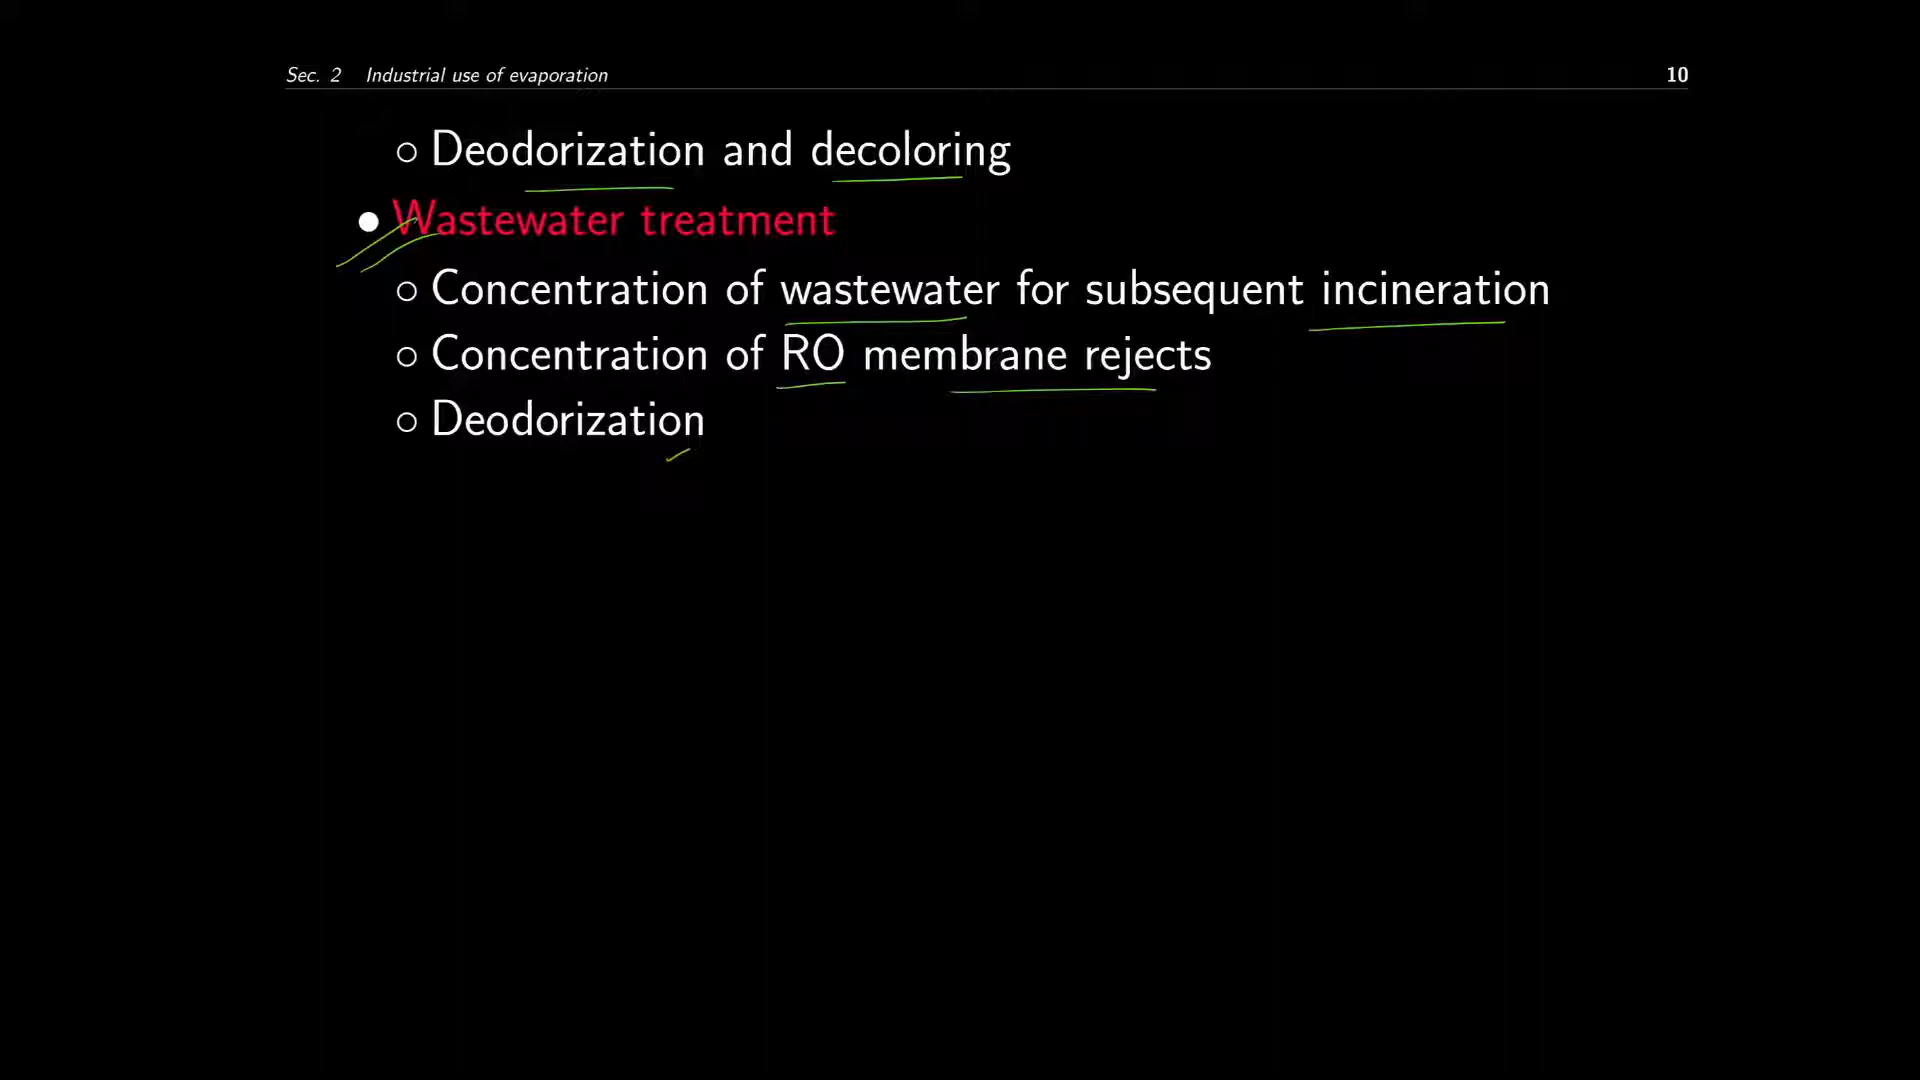 Sec. 2 Industrial use of evaporation 10
○ Deodorization and decoloring
● Wastewater treatment
○ Concentration of wastewater for subsequent incineration
○ Concentration of RO membrane rejects
○ Deodorization